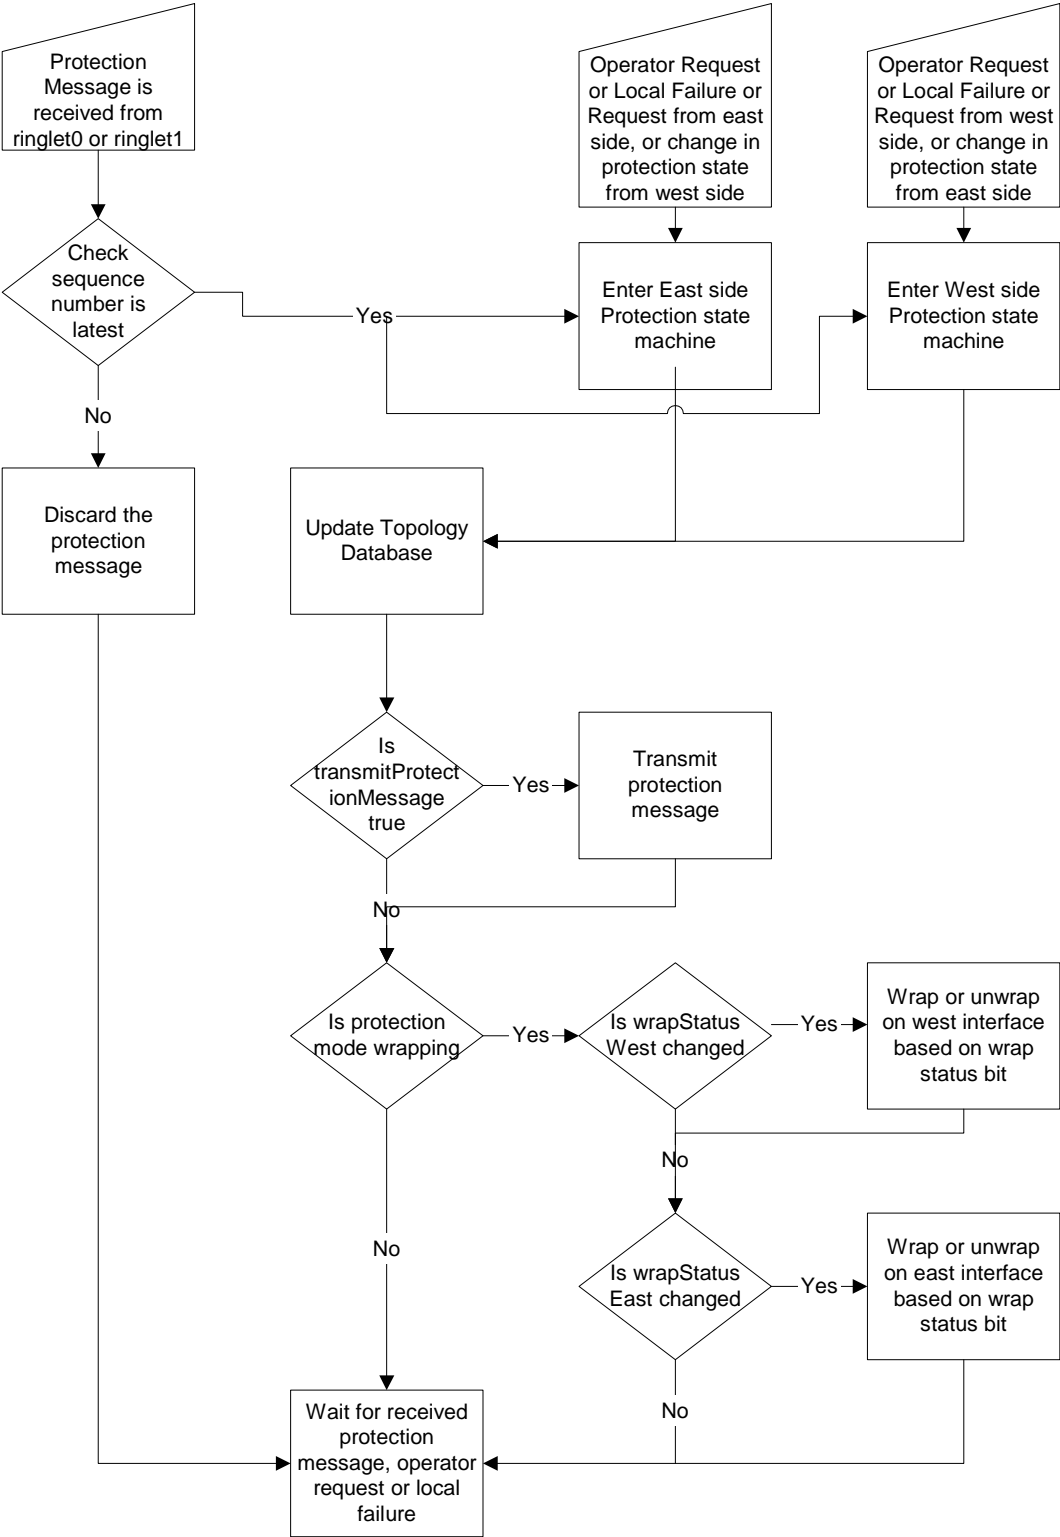 Protection
Message is
received from
ringlet0 or ringlet1
Operator Request
or Local Failure or
Request from east
side, or change in
protection state
from west side
Operator Request
or Local Failure or
Request from west
side, or change in
protection state
from east side
Check
sequence
number is
latest
Yes
Enter East side
Protection state
machine
Enter West side
Protection state
machine
No
Discard the
protection
message
Update Topology
Database
Is
transmitProtect
ionMessage
true
Yes
Transmit
protection
message
No
Is protection
mode wrapping
Yes
Is wrapStatus
West changed
Yes
Wrap or unwrap
on west interface
based on wrap
status bit
No
No
Is wrapStatus
East changed
Yes
Wrap or unwrap
on east interface
based on wrap
status bit
No
Wait for received
protection
message, operator
request or local
failure